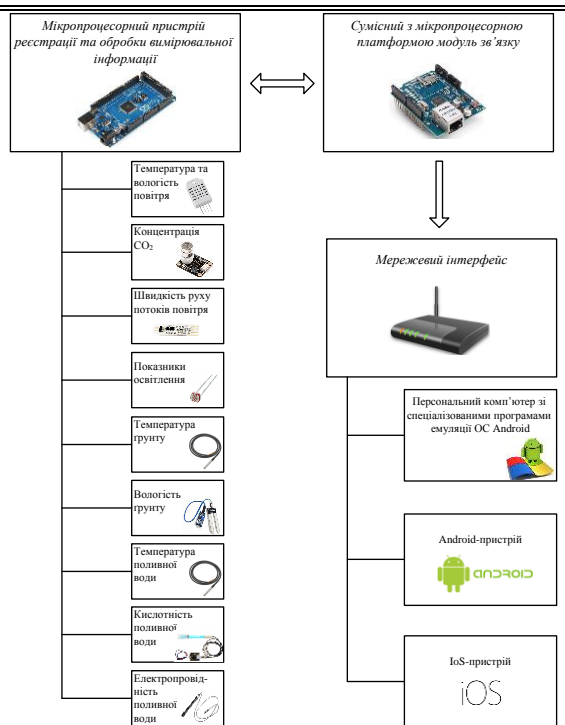 Мікропроцесорний пристрій
реєстрації та обробки вимірювальної
інформації
Сумісний з мікропроцесорною
платформою модуль зв’язку
Температура та
вологість
повітря
Концентрація
CO₂
Швидкість руху
потоків повітря
Показники
освітлення
Температура
ґрунту
Вологість
ґрунту
Температура
поливної
води
Кислотність
поливної
води
Електропровід-
ність
поливної
води
Мережевий інтерфейс
Персональний комп’ютер зі
спеціалізованими програмами
емуляції ОС Android
Android-пристрій
ANDROID
IoS-пристрій
iOS